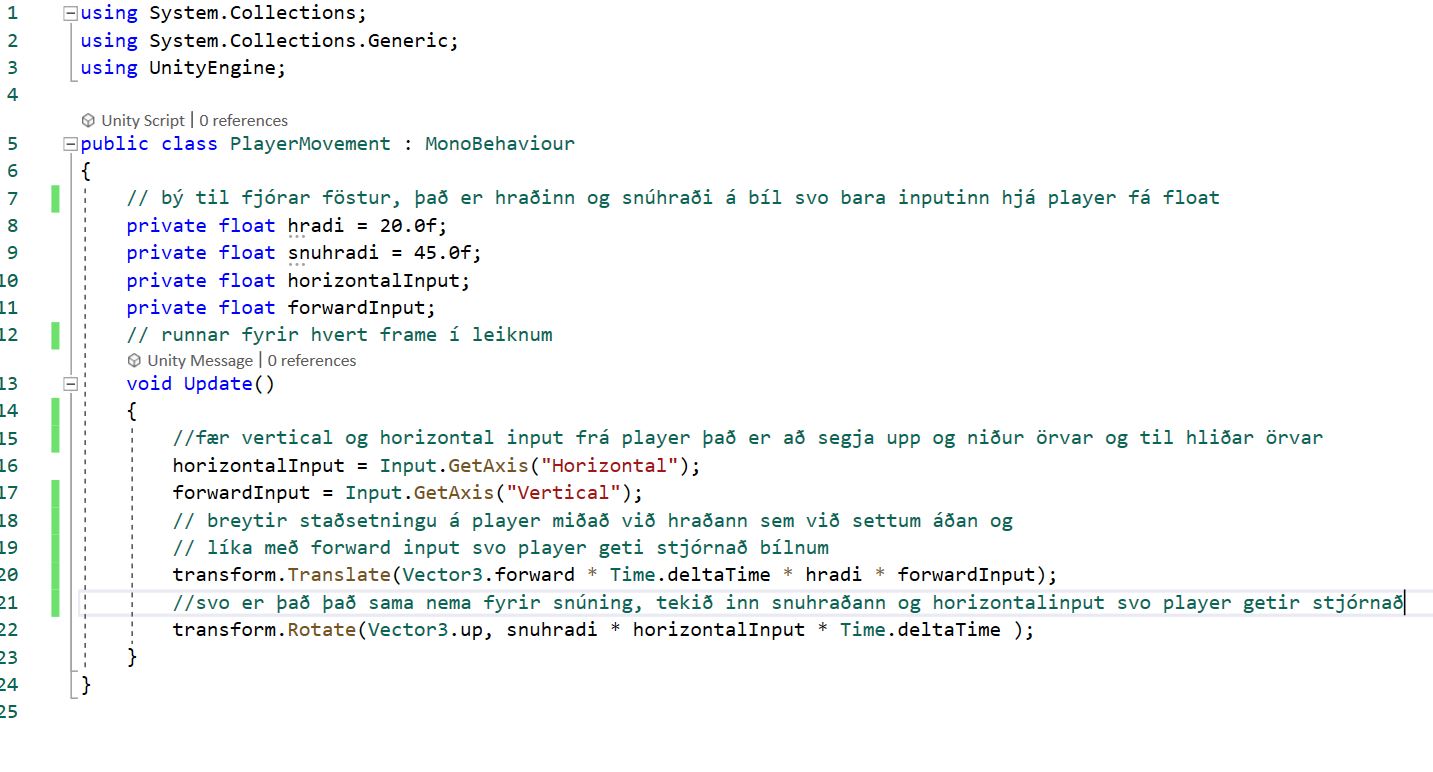 1 using System.Collections;
2 using System.Collections.Generic;
3 using UnityEngine;
4
Unity Script | 0 references
5 public class PlayerMovement : MonoBehaviour
6 {
7 // bý til fjórar föstur, það er hraðinn og snúhraði á bíl svo bara inputinn hjá player fá float
8 private float hradi = 20.0f;
9 private float snuhradi = 45.0f;
10 private float horizontalInput;
11 private float forwardInput;
12 // runnar fyrir hvert frame í leiknum
Unity Message | 0 references
13 void Update()
14 {
15 //fær vertical og horizontal input frá player það er að segja upp og niður örvar og til hliðar örvar
16 horizontalInput = Input.GetAxis("Horizontal");
17 forwardInput = Input.GetAxis("Vertical");
18 // breytir staðsetningu á player miðað við hraðann sem við settum áðan og
19 // líka með forward input svo player geti stjórnað bílnum
20 transform.Translate(Vector3.forward * Time.deltaTime * hradi * forwardInput);
21 //svo er það það sama nema fyrir snúning, tekið inn snuhraðann og horizontalinput svo player getir stjórnað
22 transform.Rotate(Vector3.up, snuhradi * horizontalInput * Time.deltaTime );
23 }
24 }
25